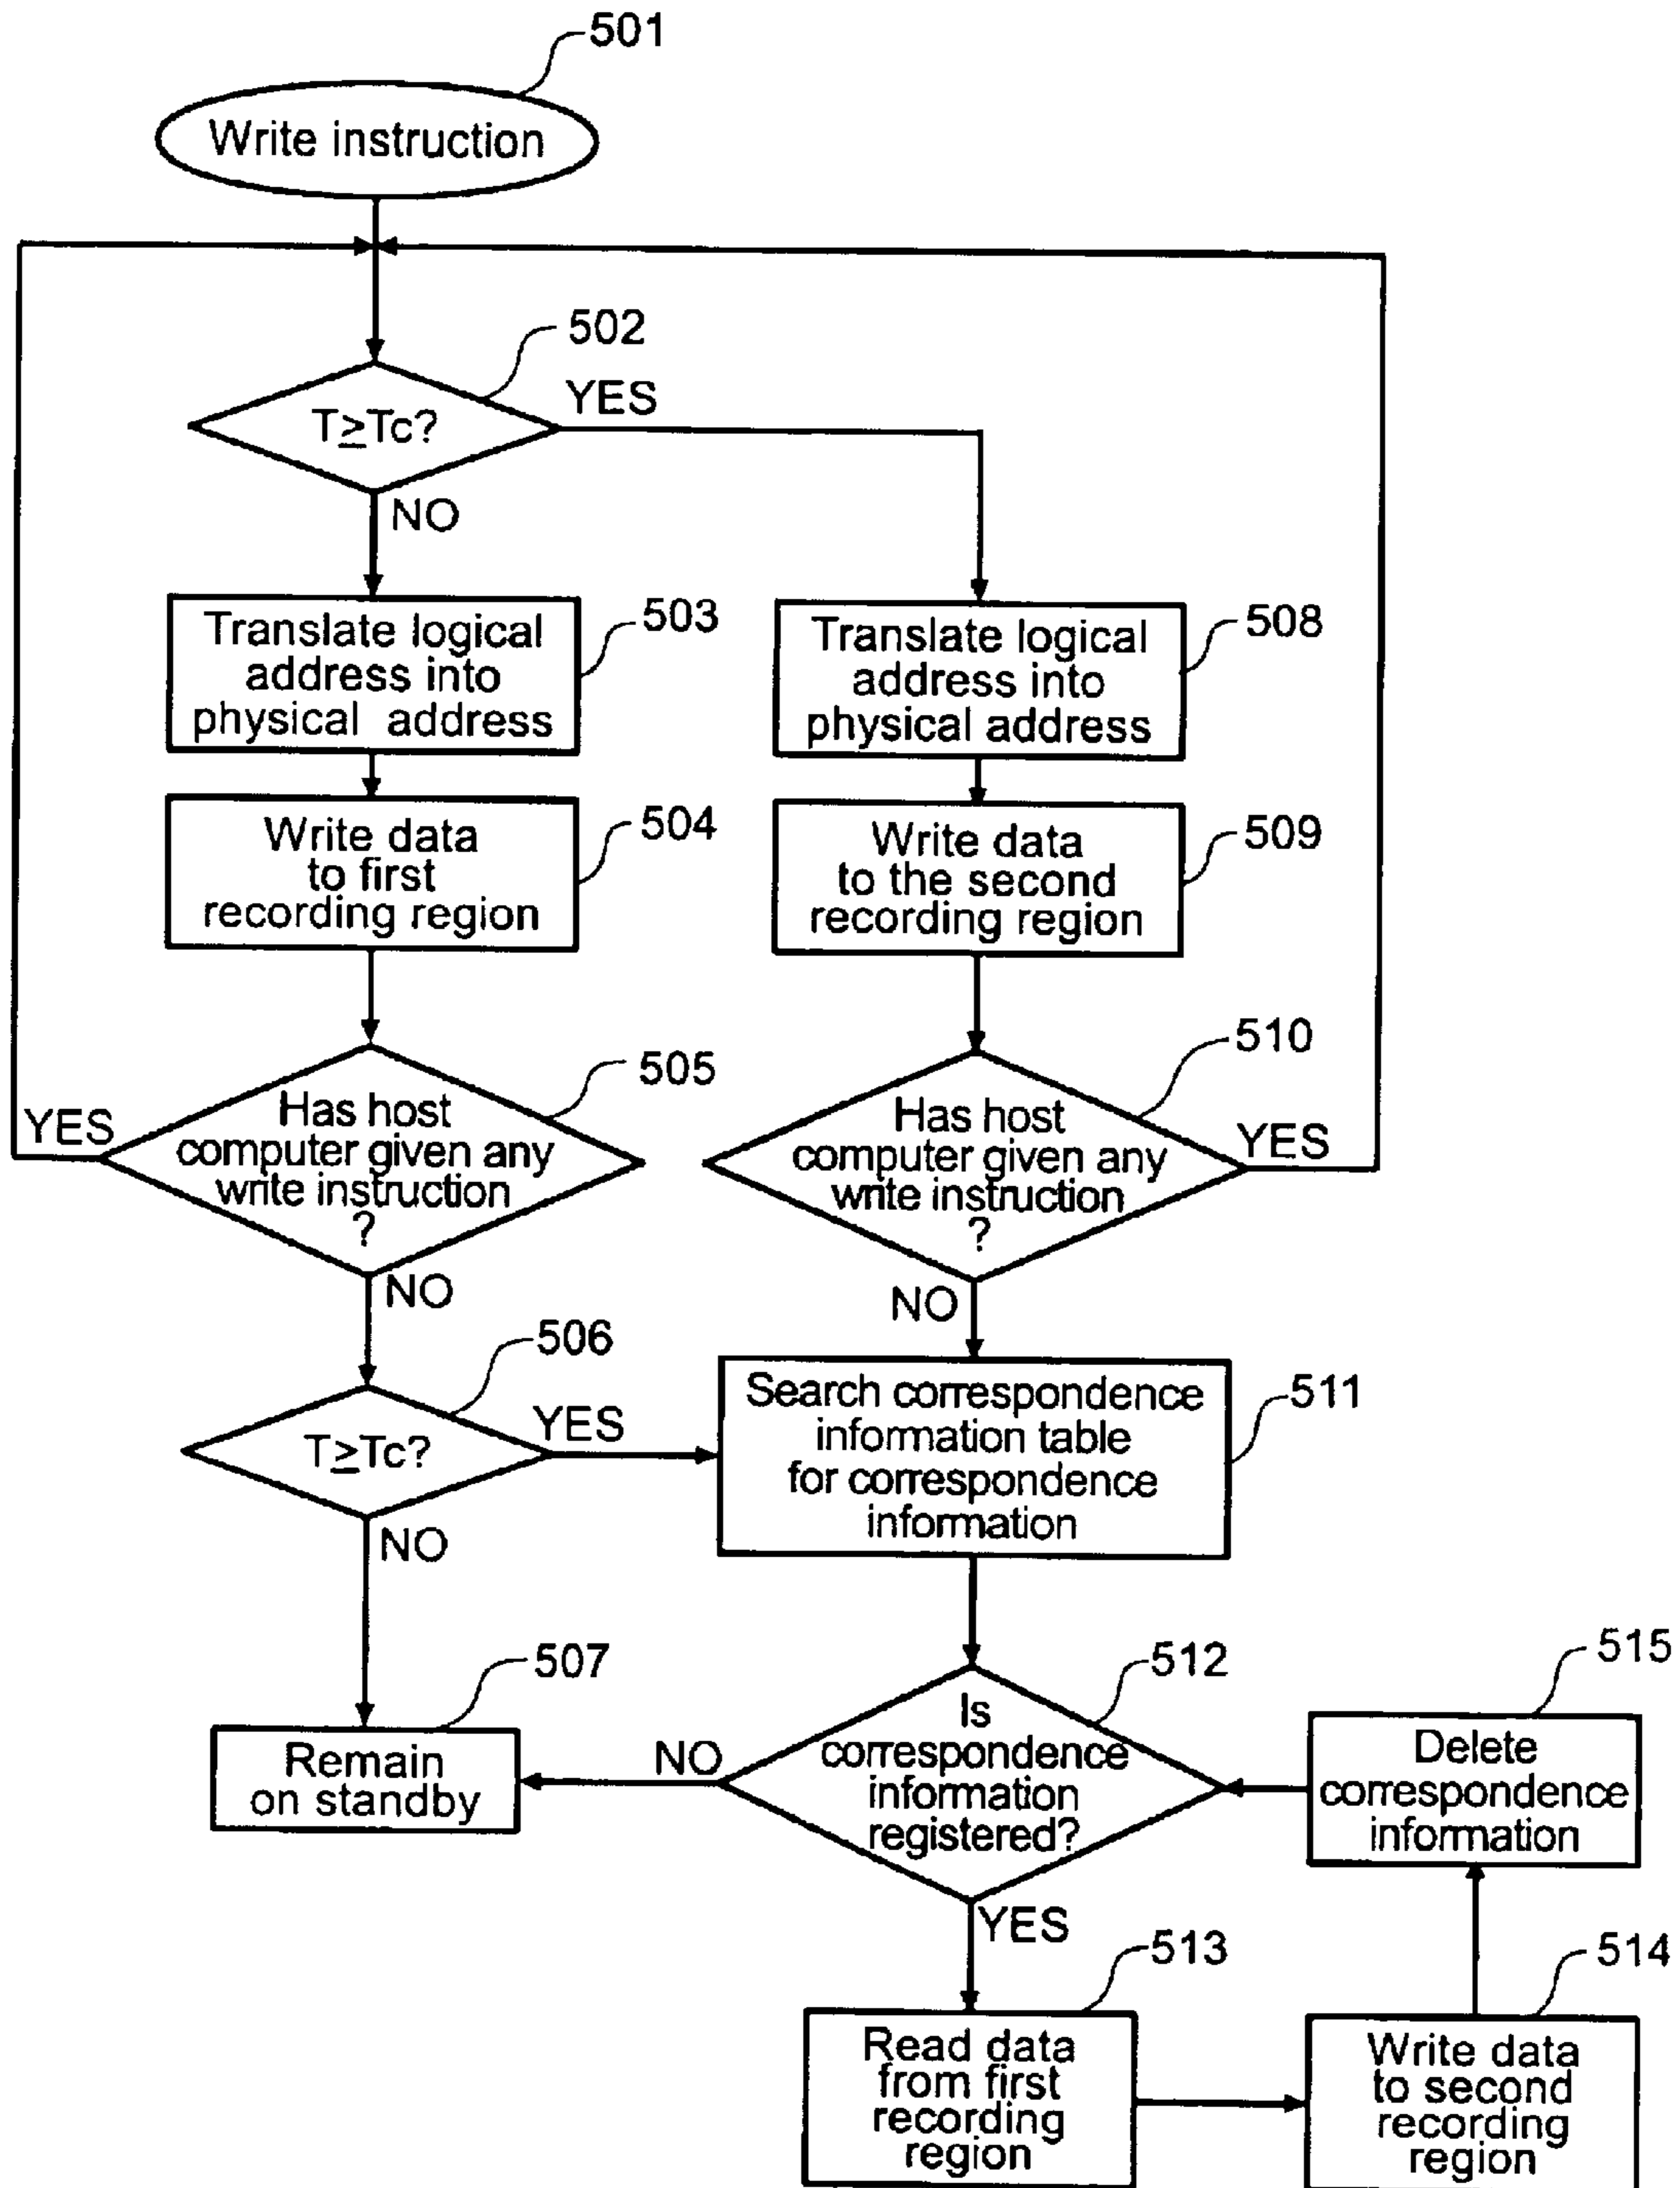 501
Write instruction
502
T≥Tc?
YES
NO
503
Translate logical
address into
physical address
508
Translate logical
address into
physical address
504
Write data
to first
recording region
509
Write data
to the second
recording region
505
Has host
computer given any
write instruction
?
YES
NO
510
Has host
computer given any
write instruction
?
YES
NO
506
T≥Tc?
YES
NO
511
Search correspondence
information table
for correspondence
information
507
Remain
on standby
512
Is
correspondence
information
registered?
NO
YES
515
Delete
correspondence
information
513
Read data
from first
recording
region
514
Write data
to second
recording
region